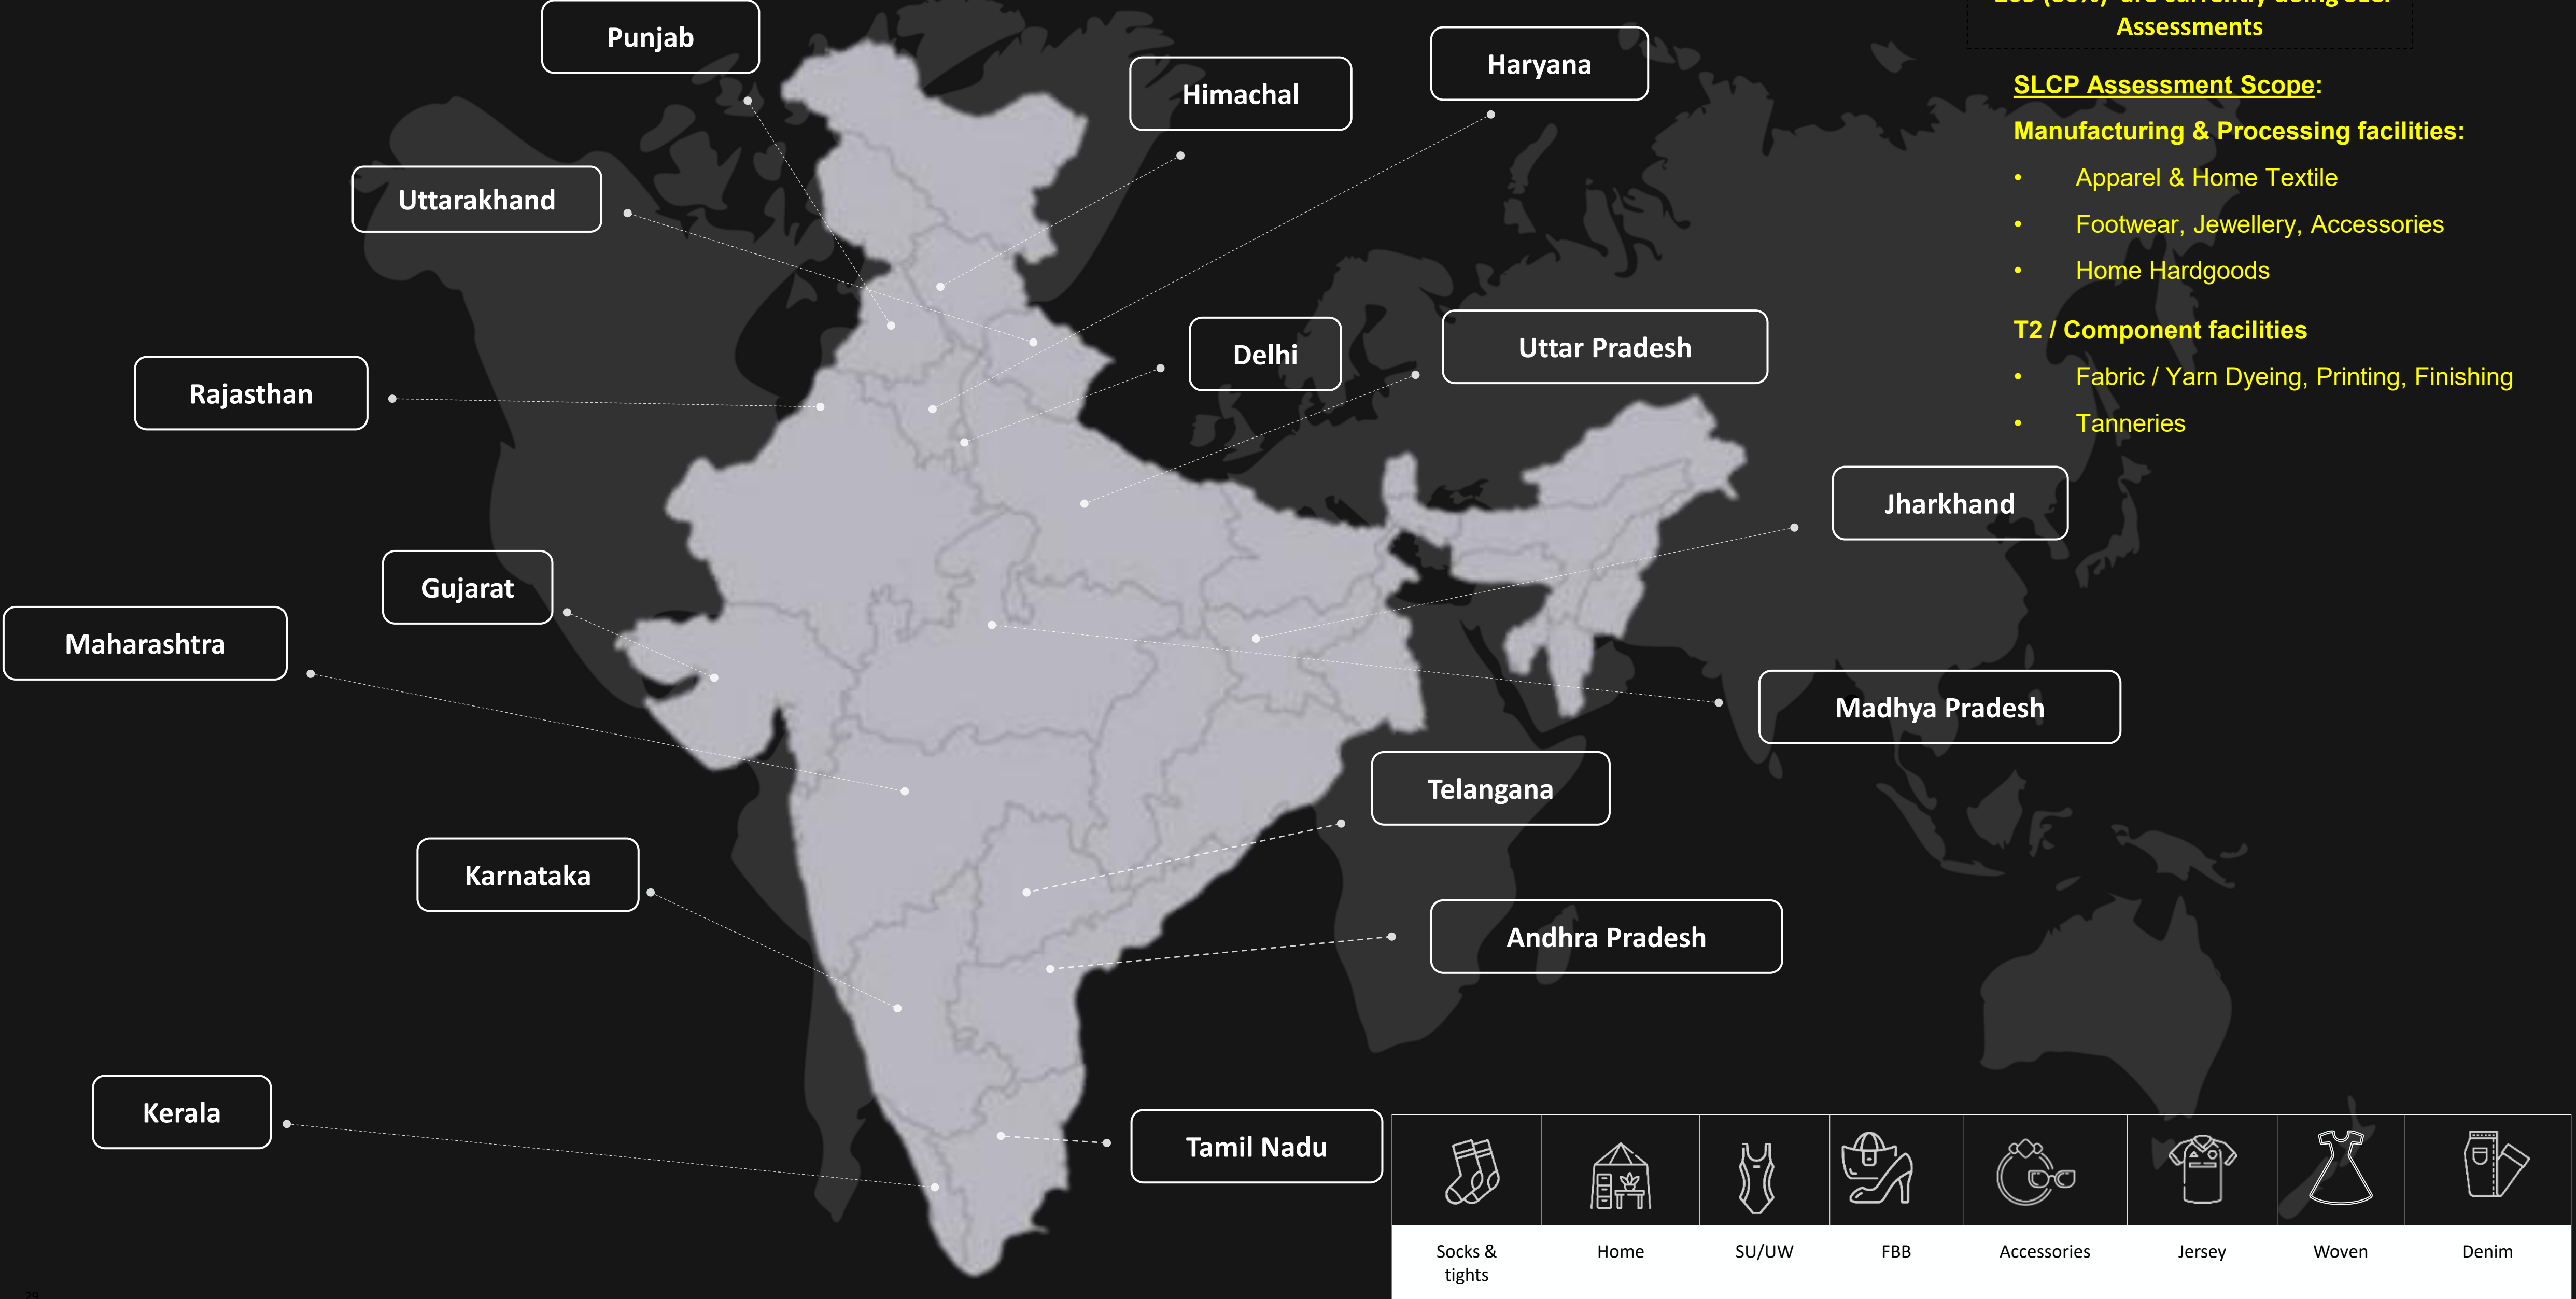 Punjab
Himachal
Haryana
Uttarakhand
Rajasthan
Delhi
Uttar Pradesh
Gujarat
Maharashtra
Jharkhand
Madhya Pradesh
Telangana
Karnataka
Andhra Pradesh
Kerala
Tamil Nadu
Assessments
SLCP Assessment Scope:
Manufacturing & Processing facilities:
• Apparel & Home Textile
• Footwear, Jewellery, Accessories
• Home Hardgoods
T2 / Component facilities
• Fabric / Yarn Dyeing, Printing, Finishing
• Tanneries
Socks &
tights
Home
SU/UW
FBB
Accessories
Jersey
Woven
Denim